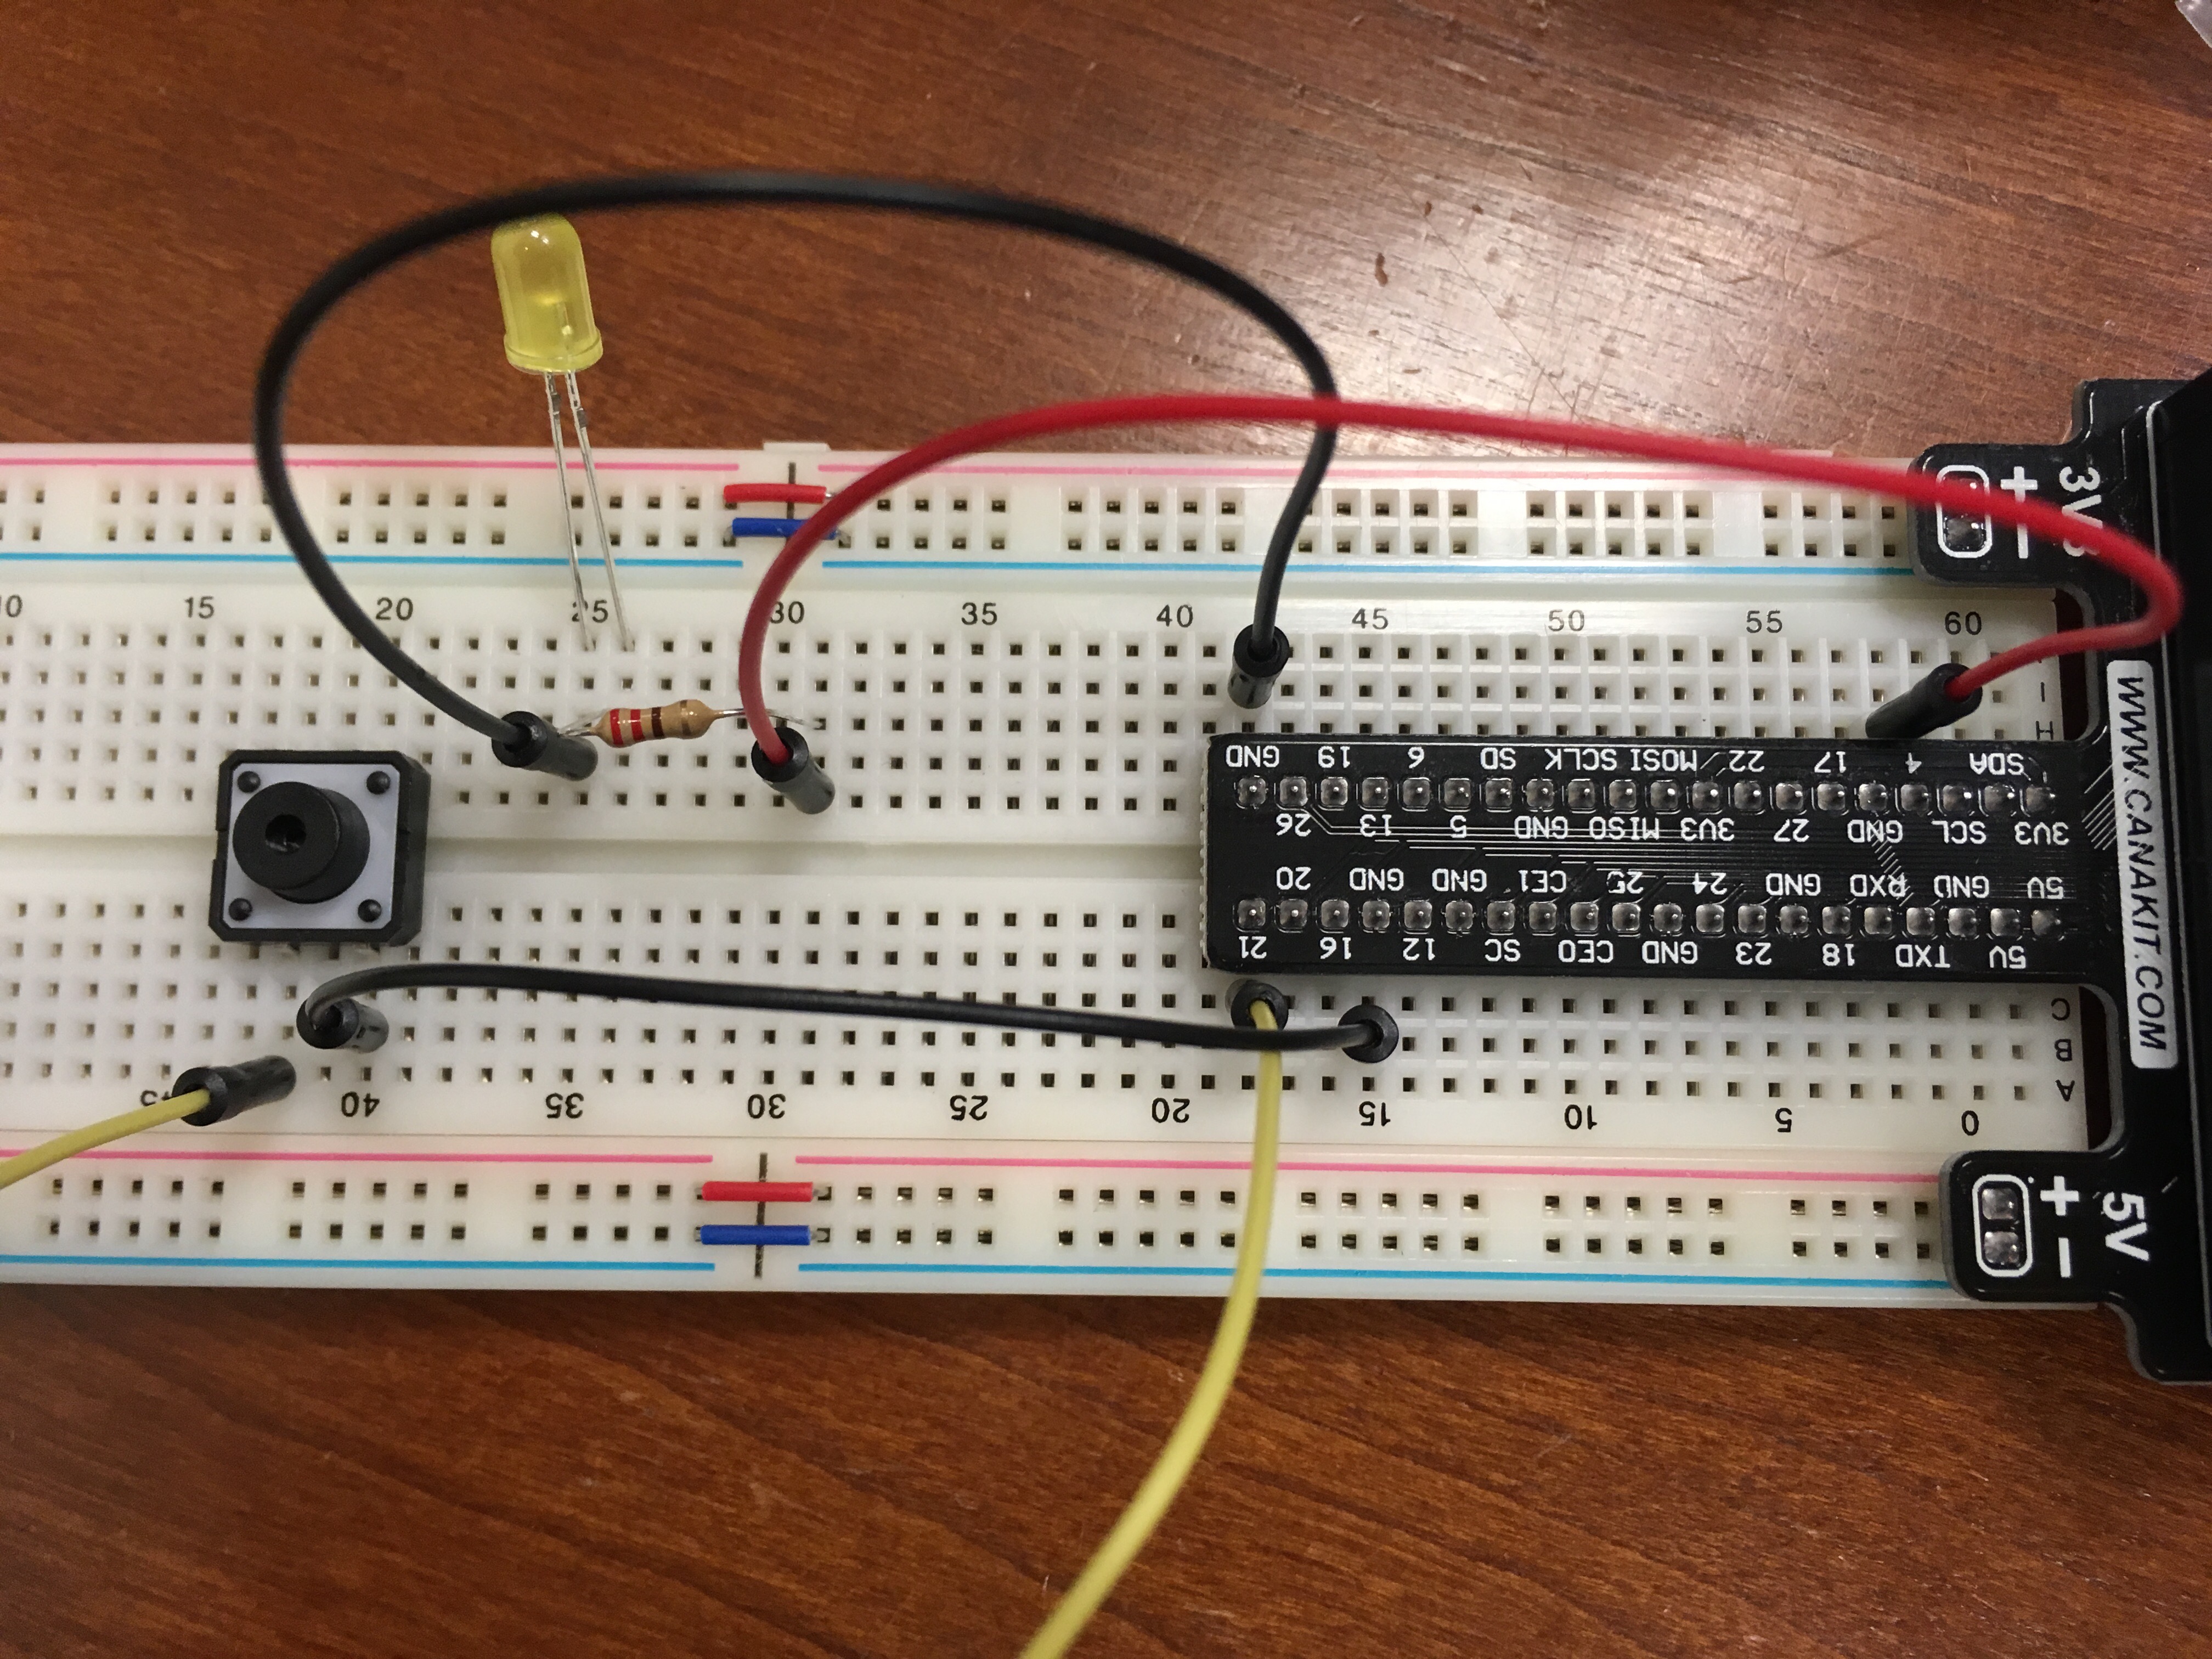 3V3
+ -
10 15 20 25 30 35 40 45 50 55 60
I
H
GND 19 6 SD SCLK MOSI 22 17 4 SDA
26 13 5 GND MISO 3V3 27 GND SCL 3V3
20 GND GND CE1 25 24 GND RXD GND 5V
21 16 12 SC CE0 GND 23 18 TXD 5V
WWW.CANAKIT.COM
C
B
A
45 40 35 30 25 20 15 10 5 0
5V
+ -